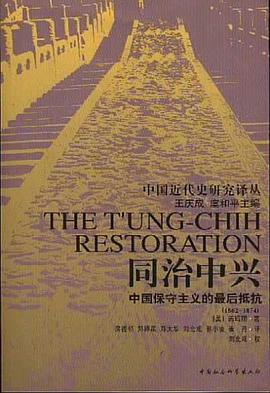 中国近代史研究译丛
王庆成 虞和平主编
THE T'UNG-CHIH
RESTORATION
同治中兴
中国保守主义的最后抵抗
(1862-1874)
[美] 芮玛丽 著
房德邻 郑师渠 郑大华 刘北成 郭小凌 崔丹 译
刘北成 校
中国社会科学出版社